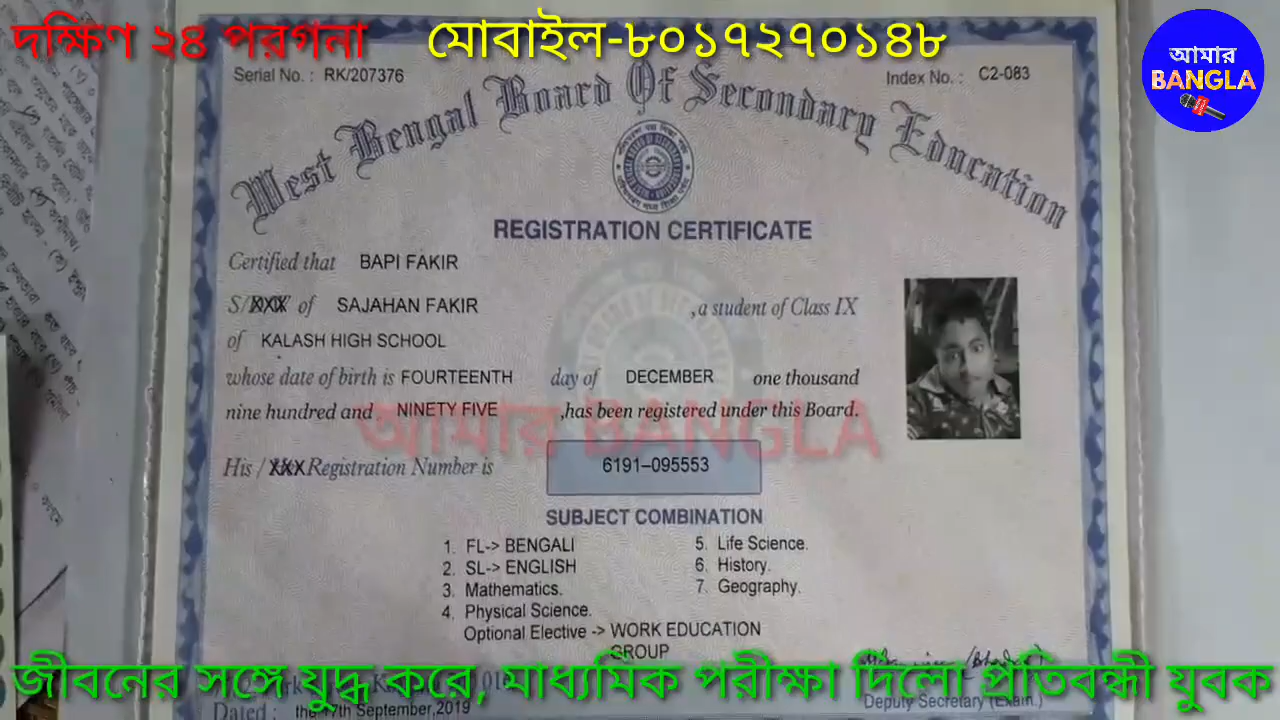 দক্ষিণ ২৪ পরগনা
মোবাইল-৮০১৭২৭০১৪৮
আমার
BANGLA
Serial No. : RK/207376
Index No. : C2-083
West Bengal Board Of Secondary Education
REGISTRATION CERTIFICATE
Certified that BAPI FAKIR
S/ of SAJAHAN FAKIR ,a student of Class IX
of KALASH HIGH SCHOOL
whose date of birth is FOURTEENTH day of DECEMBER one thousand
nine hundred and NINETY FIVE ,has been registered under this Board.
আমার BANGLA
His / XXX Registration Number is 6191-095553
SUBJECT COMBINATION
1. FL-> BENGALI
2. SL-> ENGLISH
3. Mathematics.
4. Physical Science.
5. Life Science.
6. History.
7. Geography.
Optional Elective -> WORK EDUCATION
GROUP
জীবনের সঙ্গে যুদ্ধ করে, মাধ্যমিক পরীক্ষা দিলো প্রতিবন্ধী যুবক
Dated : the 17th September,2019
Deputy Secretary (Exam.)